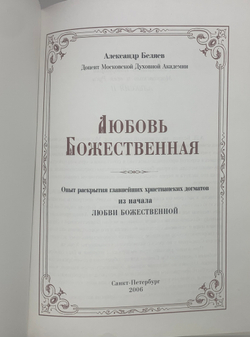 Александр Беляев
Доцент Московской Духовной Академии
ЛЮБОВЬ
БОЖЕСТВЕННАЯ
Опыт раскрытия главнейших христианских догматов
из начала
ЛЮБВИ БОЖЕСТВЕННОЙ
Санкт-Петербург
2006